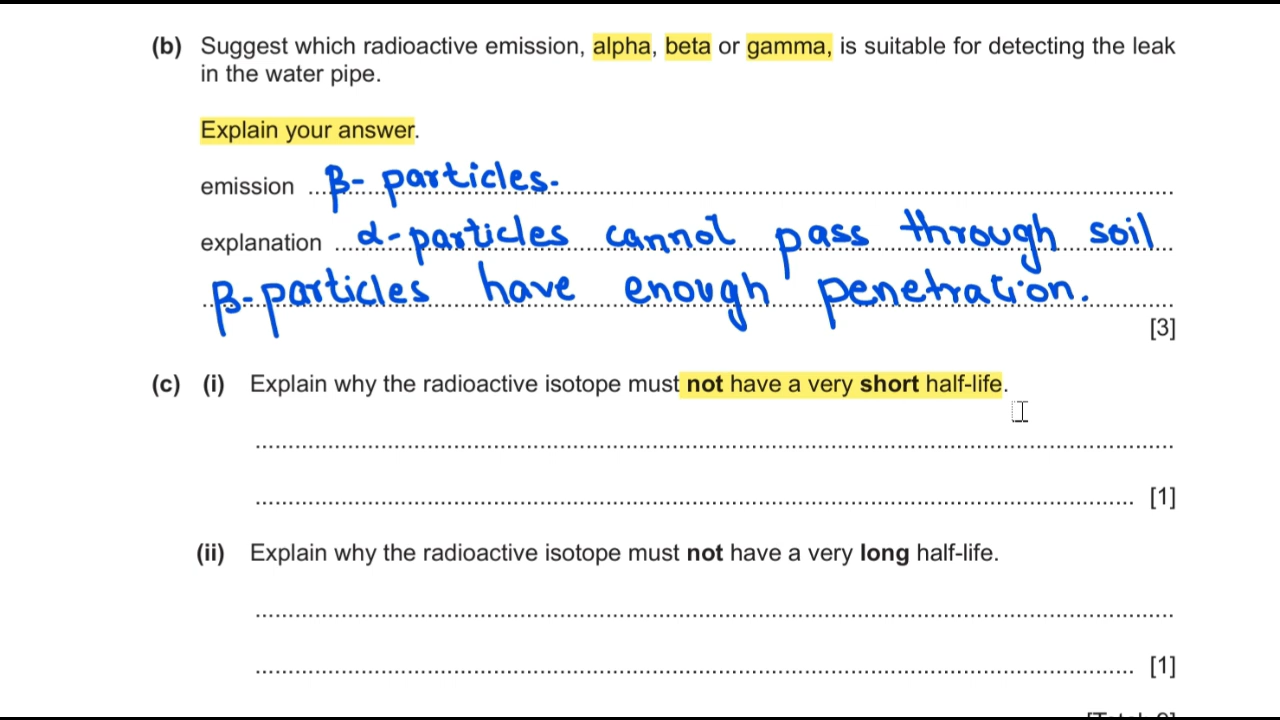 (b) Suggest which radioactive emission, alpha, beta or gamma, is suitable for detecting the leak
in the water pipe.
Explain your answer.
emission β- particles.
explanation α-particles cannot pass through soil
β-particles have enough penetration.
[3]
(c) (i) Explain why the radioactive isotope must not have a very short half-life.
[1]
(ii) Explain why the radioactive isotope must not have a very long half-life.
[1]